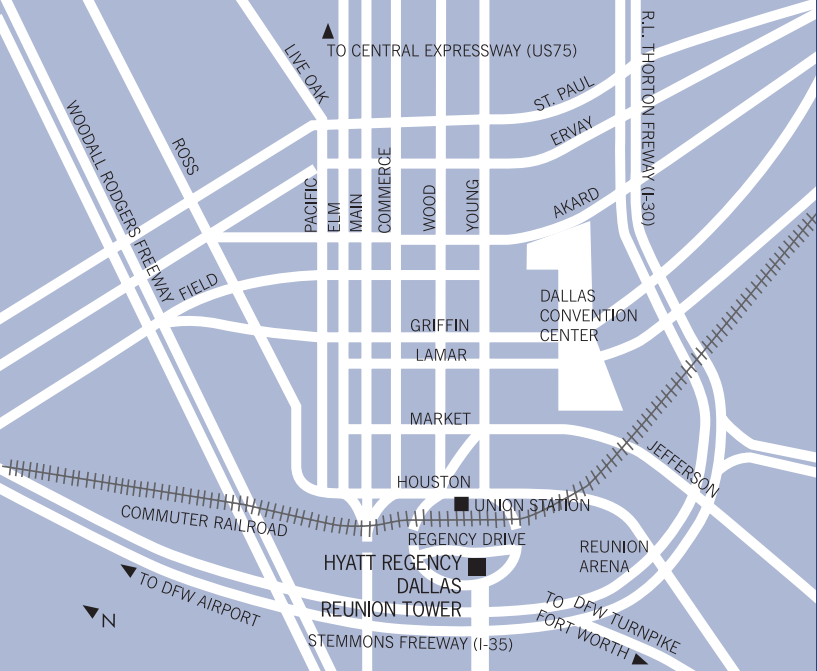 TO CENTRAL EXPRESSWAY (US75)
LIVE OAK
R.L. THORTON FREWAY (I-30)
ST. PAUL
ERVAY
WOODALL RODGERS FREEWAY
ROSS
PACIFIC
ELM
MAIN
COMMERCE
WOOD
YOUNG
AKARD
FIELD
DALLAS
CONVENTION
CENTER
GRIFFIN
LAMAR
MARKET
JEFFERSON
HOUSTON
UNION STATION
COMMUTER RAILROAD
REGENCY DRIVE
REUNION
ARENA
HYATT REGENCY
DALLAS
REUNION TOWER
TO DFW AIRPORT
N
TO DFW TURNPIKE
FORT WORTH
STEMMONS FREEWAY (I-35)